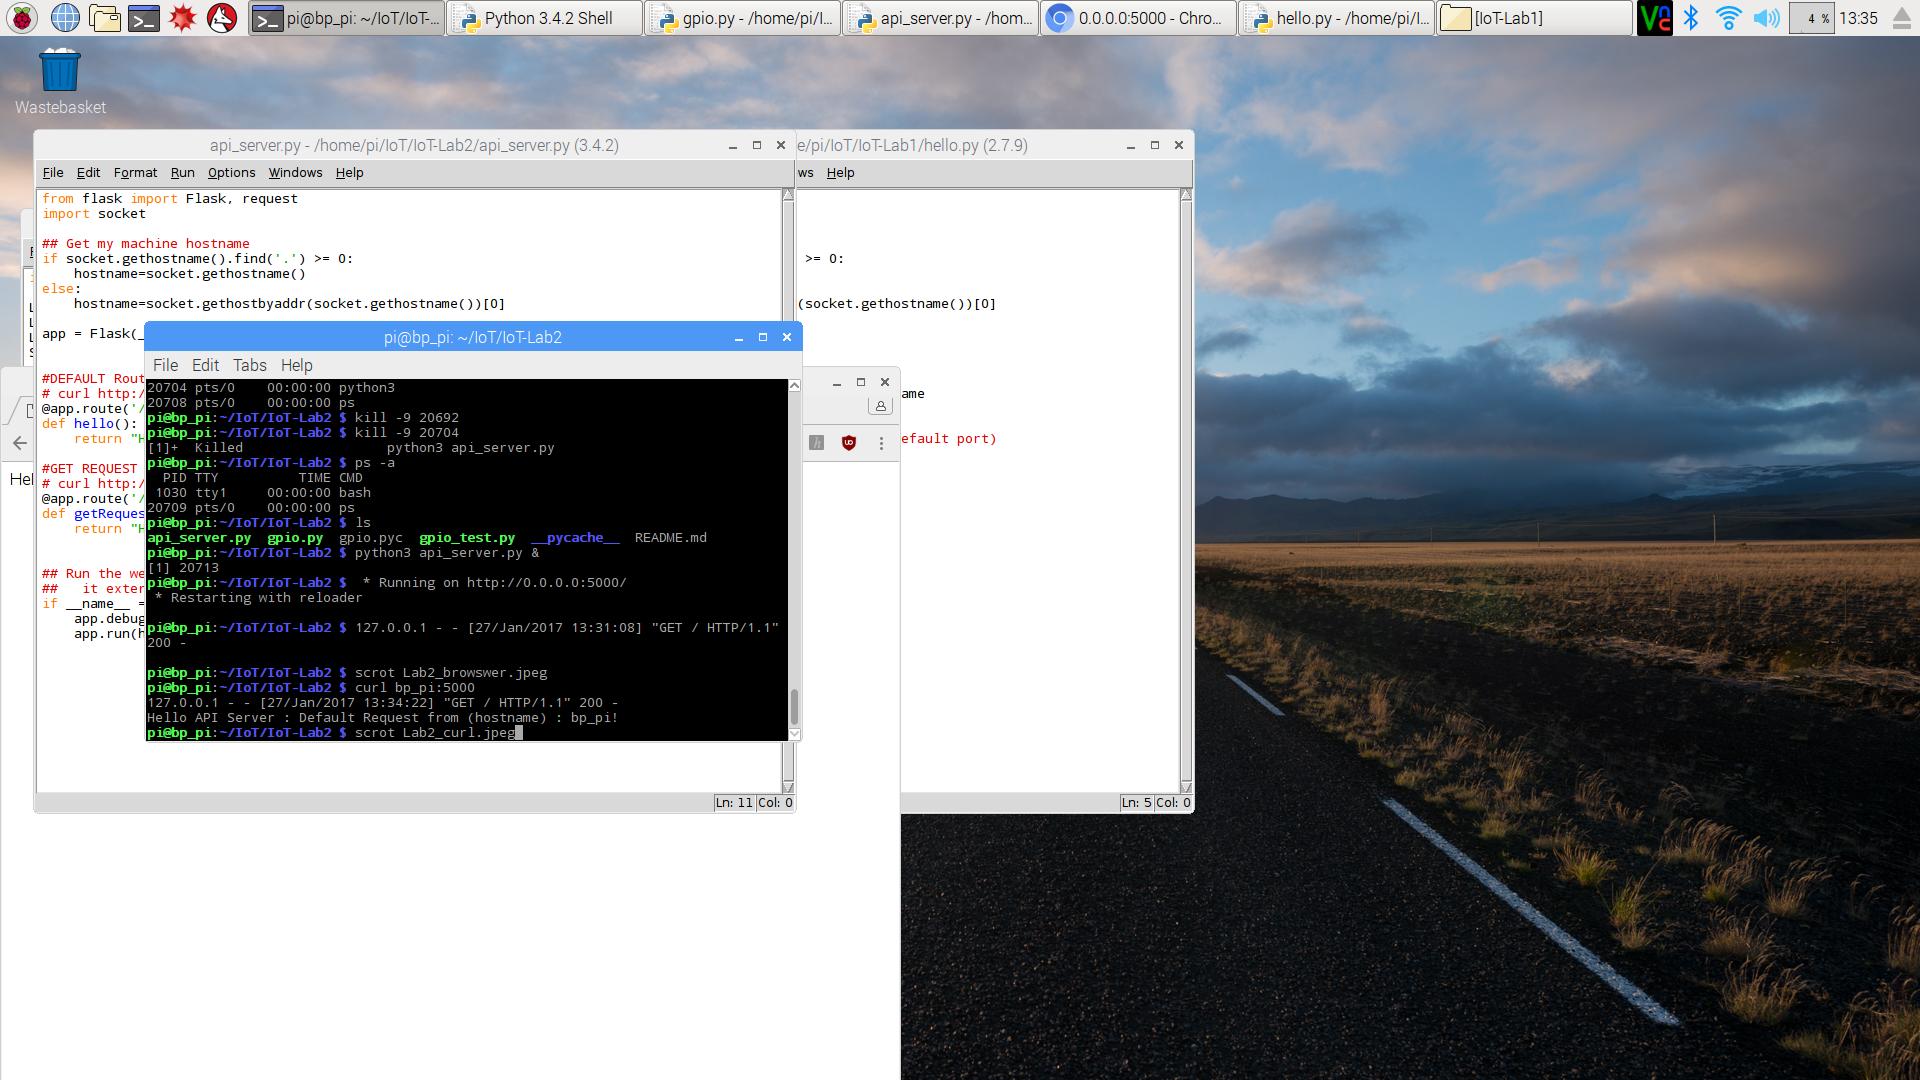 pi@bp_pi: ~/IoT/IoT-...
Python 3.4.2 Shell
gpio.py - /home/pi/I...
api_server.py - /hom...
0.0.0.0:5000 - Chro...
hello.py - /home/pi/I...
[IoT-Lab1]
4 %
13:35
Wastebasket
api_server.py - /home/pi/IoT/IoT-Lab2/api_server.py (3.4.2)
File Edit Format Run Options Windows Help
from flask import Flask, request
import socket
## Get my machine hostname
if socket.gethostname().find('.') >= 0:
    hostname=socket.gethostname()
else:
    hostname=socket.gethostbyaddr(socket.gethostname())[0]
app = Flask(_
#DEFAULT Rout
# curl http:/
@app.route('/
def hello():
    return "H
#GET REQUEST
# curl http:/
@app.route('/
def getReques
    return "H
## Run the we
##   it exter
if __name__ =
    app.debug
    app.run(h
Ln: 11 Col: 0
e/pi/IoT/IoT-Lab1/hello.py (2.7.9)
ws Help
>= 0:
(socket.gethostname())[0]
ame
efault port)
Ln: 5 Col: 0
Hel
pi@bp_pi: ~/IoT/IoT-Lab2
File Edit Tabs Help
20704 pts/0    00:00:00 python3
20708 pts/0    00:00:00 ps
pi@bp_pi:~/IoT/IoT-Lab2 $ kill -9 20692
pi@bp_pi:~/IoT/IoT-Lab2 $ kill -9 20704
[1]+  Killed                  python3 api_server.py
pi@bp_pi:~/IoT/IoT-Lab2 $ ps -a
  PID TTY          TIME CMD
 1030 tty1     00:00:00 bash
20709 pts/0    00:00:00 ps
pi@bp_pi:~/IoT/IoT-Lab2 $ ls
api_server.py  gpio.py  gpio.pyc  gpio_test.py  __pycache__  README.md
pi@bp_pi:~/IoT/IoT-Lab2 $ python3 api_server.py &
[1] 20713
pi@bp_pi:~/IoT/IoT-Lab2 $  * Running on http://0.0.0.0:5000/
 * Restarting with reloader
pi@bp_pi:~/IoT/IoT-Lab2 $ 127.0.0.1 - - [27/Jan/2017 13:31:08] "GET / HTTP/1.1"
200 -
pi@bp_pi:~/IoT/IoT-Lab2 $ scrot Lab2_browswer.jpeg
pi@bp_pi:~/IoT/IoT-Lab2 $ curl bp_pi:5000
127.0.0.1 - - [27/Jan/2017 13:34:22] "GET / HTTP/1.1" 200 -
Hello API Server : Default Request from (hostname) : bp_pi!
pi@bp_pi:~/IoT/IoT-Lab2 $ scrot Lab2_curl.jpeg